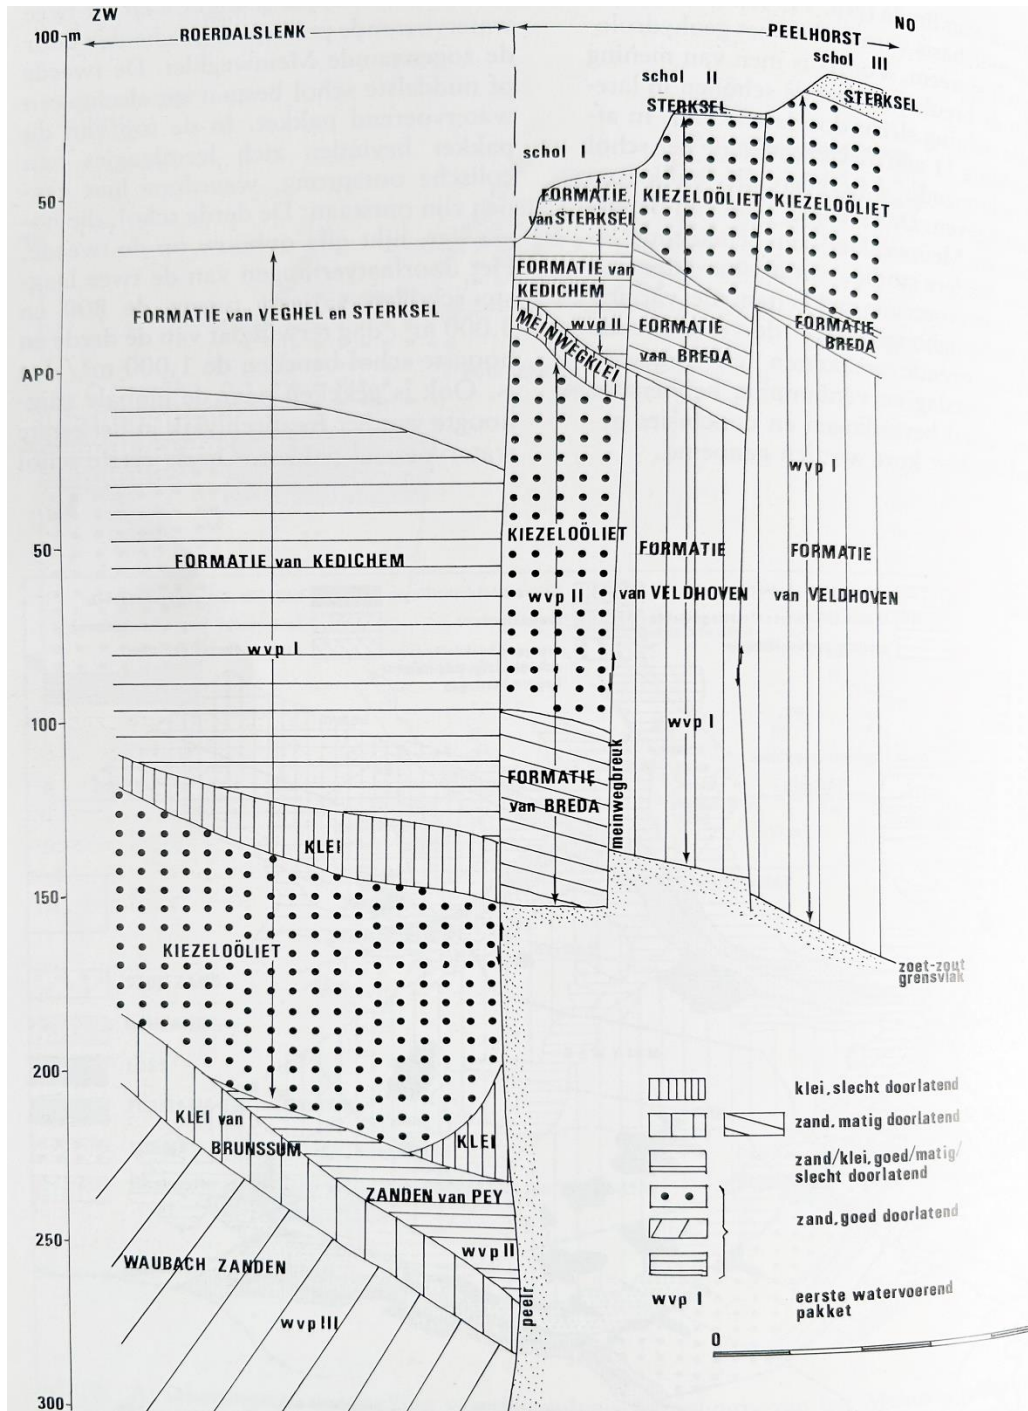 ZW
NO
100 m
ROERDALSLENK
PEELHORST
schol III
schol II
STERKSEL
STERKSEL
schol I
50
FORMATIE
van STERKSEL
KIEZELOÖLIET
KIEZELOÖLIET
FORMATIE van
KEDICHEM
FORMATIE van VEGHEL en STERKSEL
MEINWEGKLEI
wvp II
FORMATIE
van BREDA
FORMATIE
BREDA
AP0
wvp I
KIEZELOÖLIET
FORMATIE
van VELDHOVEN
FORMATIE
van VELDHOVEN
FORMATIE van KEDICHEM
wvp II
wvp I
wvp I
100
FORMATIE
van BREDA
meinwegbreuk
KLEI
150
KIEZELOÖLIET
zoet-zout
grensvlak
200
KLEI van
BRUNSSUM
KLEI
ZANDEN van PEY
250
wvp II
WAUBACH ZANDEN
wvp III
peelr
300
klei, slecht doorlatend
zand. matig doorlatend
zand/klei, goed/matig/
slecht doorlatend
zand, goed doorlatend
wvp I
eerste watervoerend
pakket
0